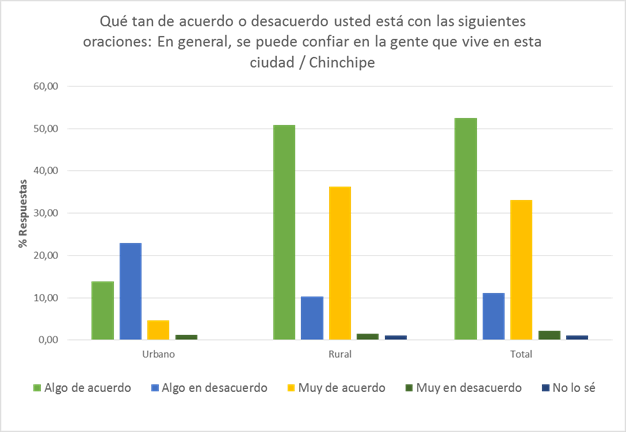 Qué tan de acuerdo o desacuerdo usted está con las siguientes
oraciones: En general, se puede confiar en la gente que vive en esta
ciudad / Chinchipe
60,00
50,00
40,00
30,00
20,00
10,00
0,00
% Respuestas
Urbano Rural Total
Algo de acuerdo Algo en desacuerdo Muy de acuerdo Muy en desacuerdo No lo sé